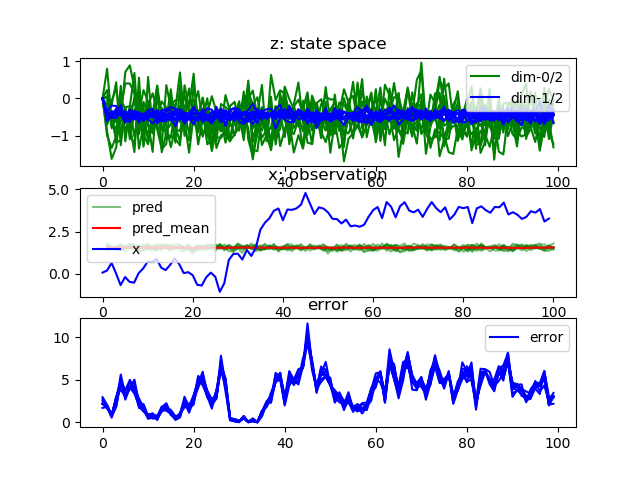 z: state space
1
0
−1
dim-0/2
dim-1/2
0 20 40 60 80 100
x: observation
5.0
2.5
0.0
pred
pred_mean
x
0 20 40 60 80 100
error
10
5
0
error
0 20 40 60 80 100